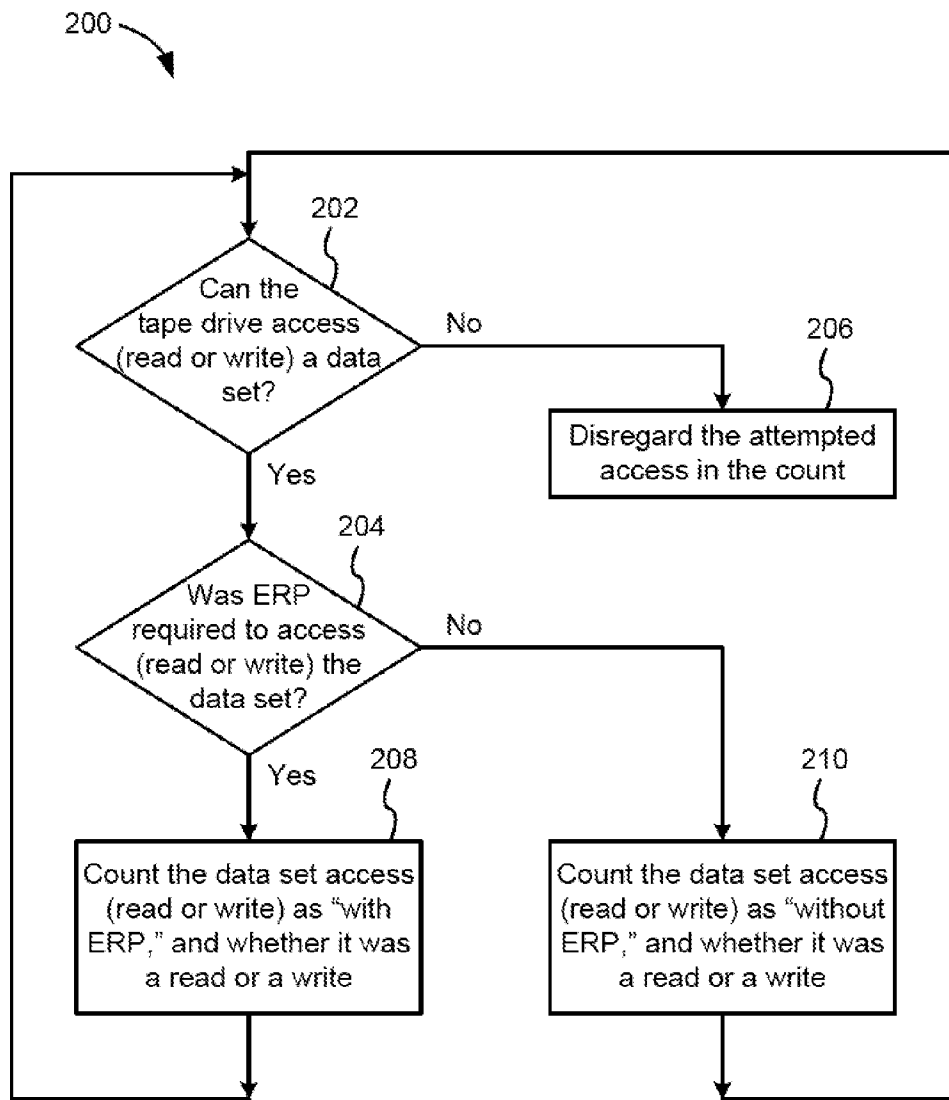 200
202
Can the
tape drive access
(read or write) a data
set?
No
206
Disregard the attempted
access in the count
Yes
204
Was ERP
required to access
(read or write) the
data set?
No
Yes
208
Count the data set access
(read or write) as “with
ERP,” and whether it was
a read or a write
210
Count the data set access
(read or write) as “without
ERP,” and whether it was
a read or a write